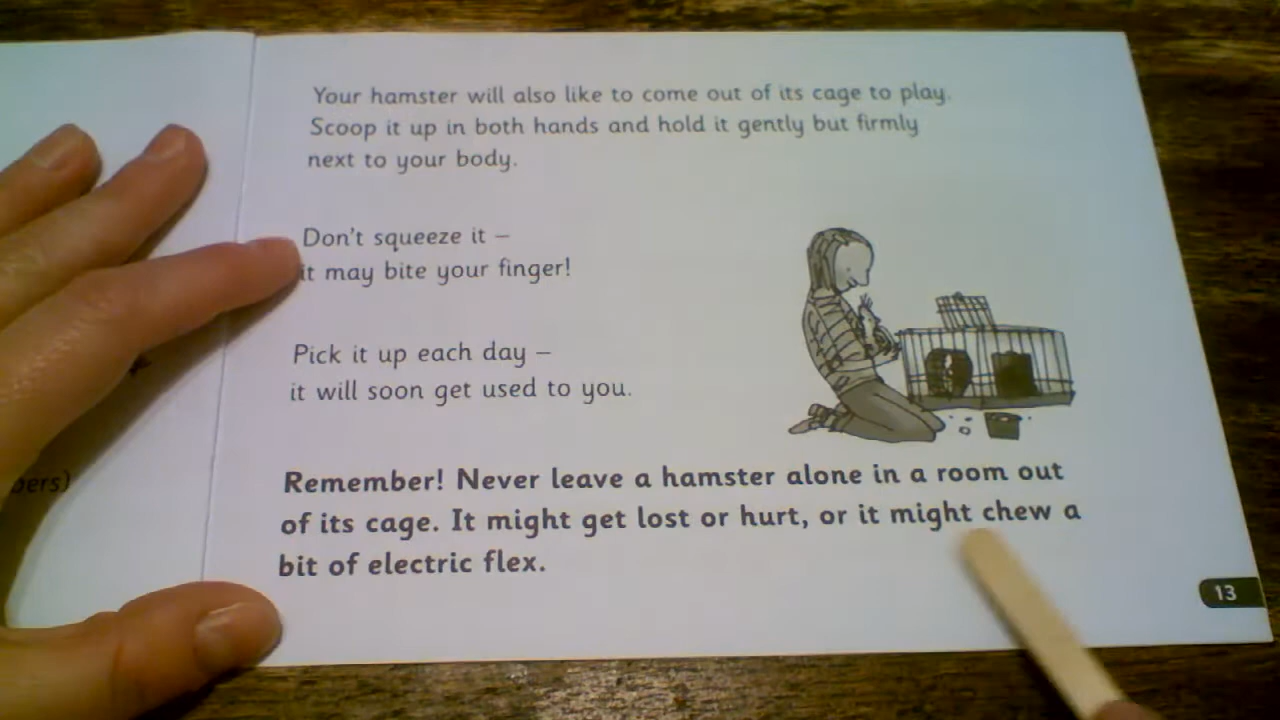 Your hamster will also like to come out of its cage to play.
Scoop it up in both hands and hold it gently but firmly
next to your body.
Don't squeeze it –
it may bite your finger!
Pick it up each day –
it will soon get used to you.
Remember! Never leave a hamster alone in a room out
of its cage. It might get lost or hurt, or it might chew a
bit of electric flex.
13